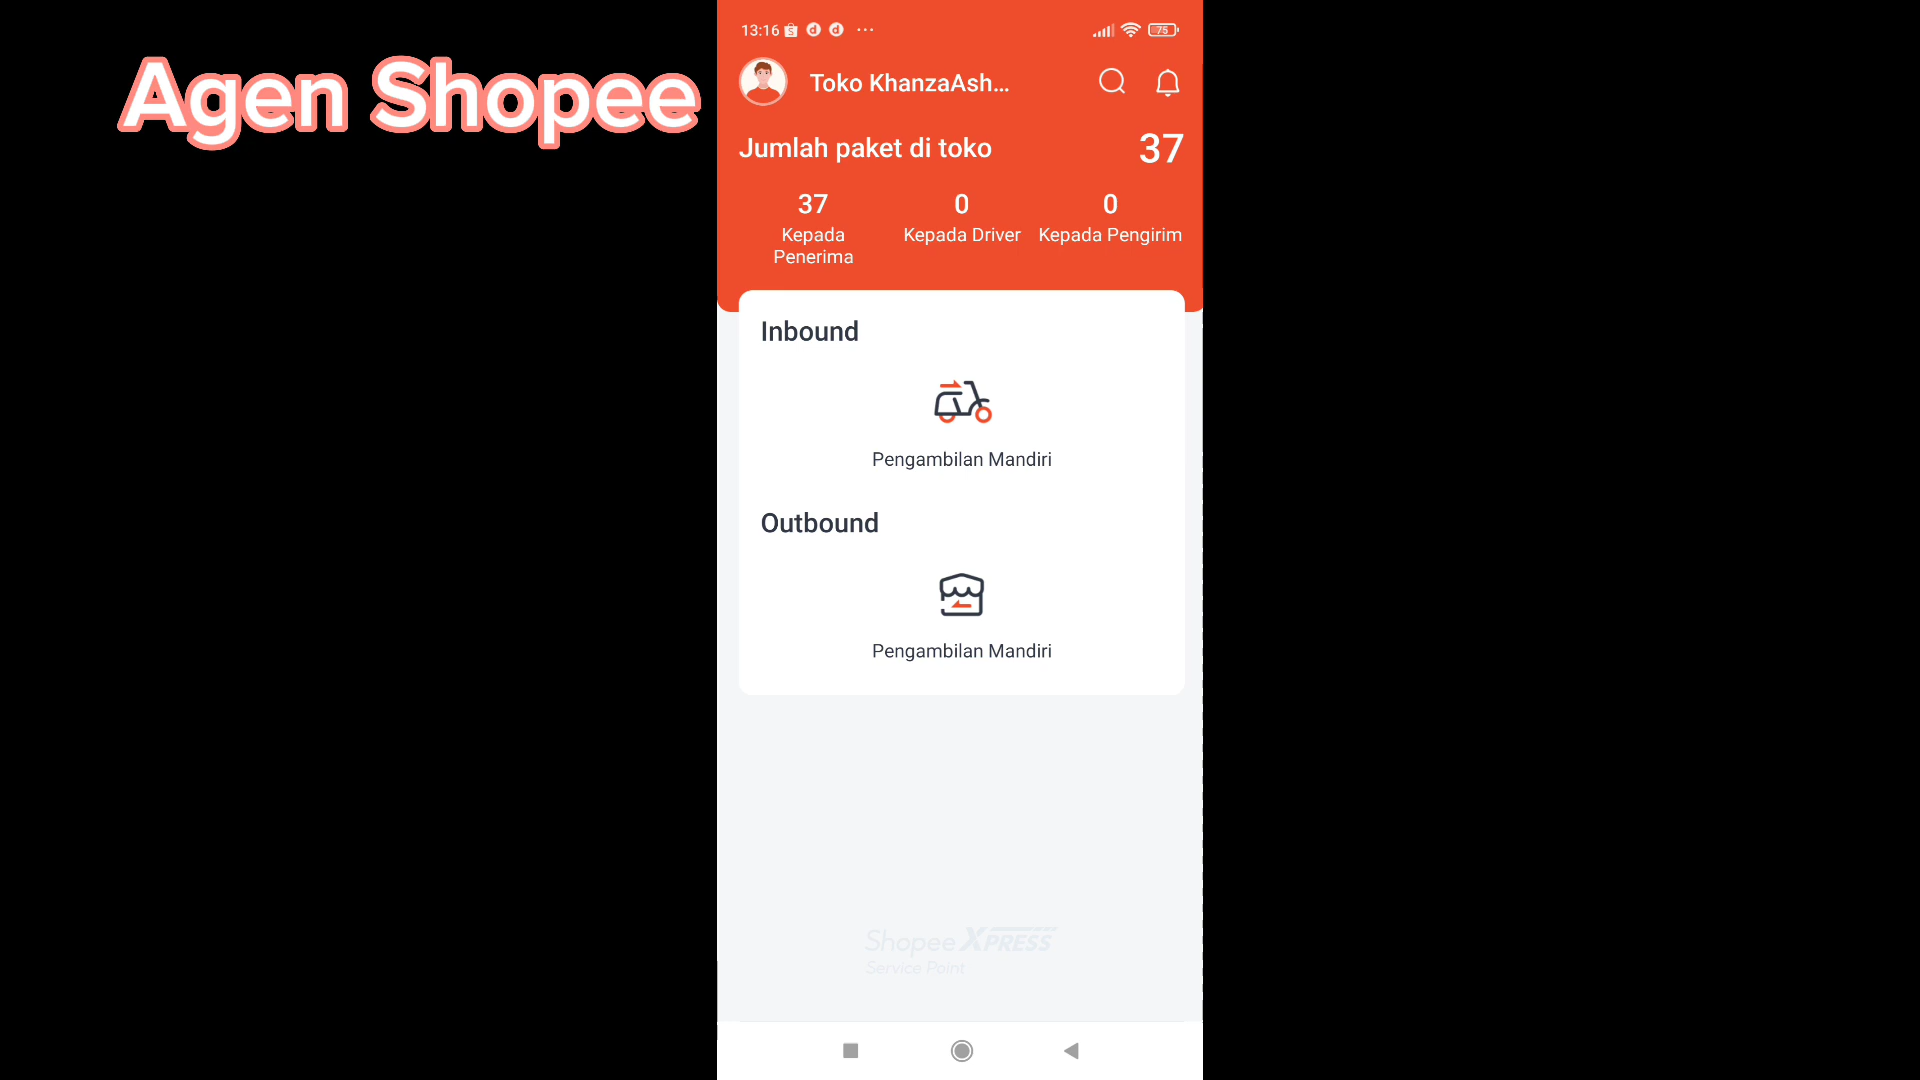 Agen Shopee
13:16
75
Toko KhanzaAsh...
Jumlah paket di toko 37
37 0 0
Kepada Penerima Kepada Driver Kepada Pengirim
Inbound
Pengambilan Mandiri
Outbound
Pengambilan Mandiri
Shopee XPRESS
Service Point